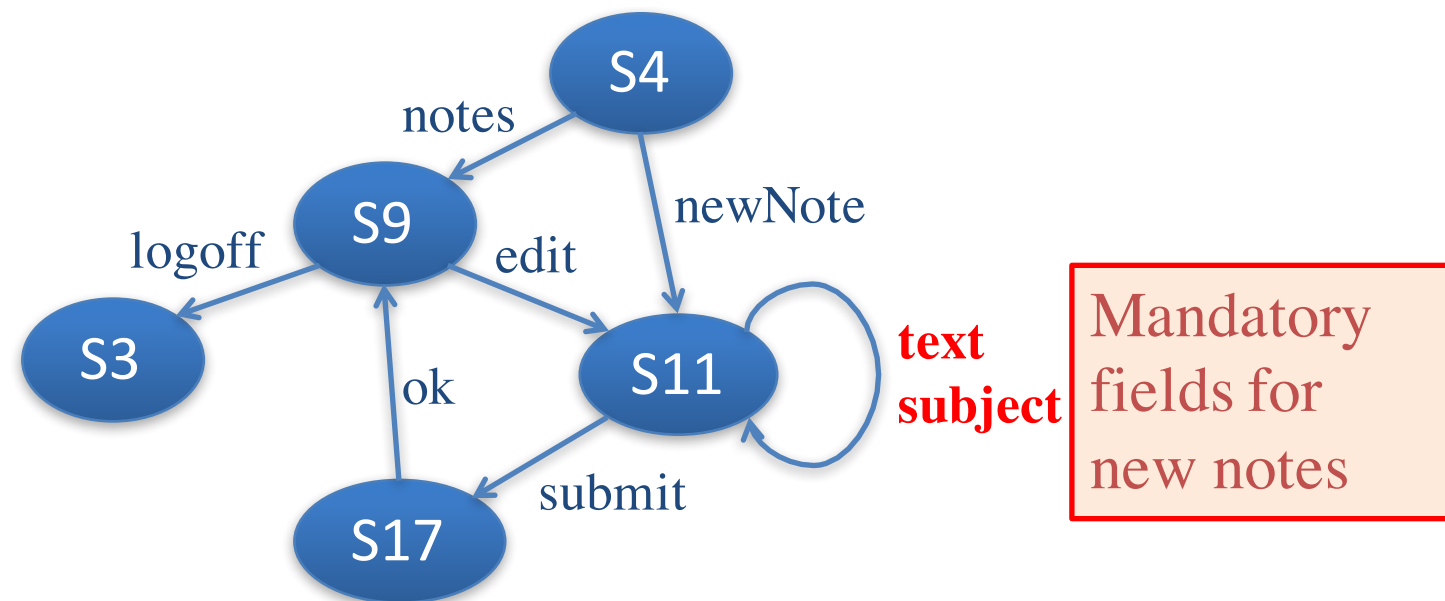 S4
notes
S9
newNote
logoff
edit
S3
S11
text
subject
Mandatory
fields for
new notes
ok
submit
S17